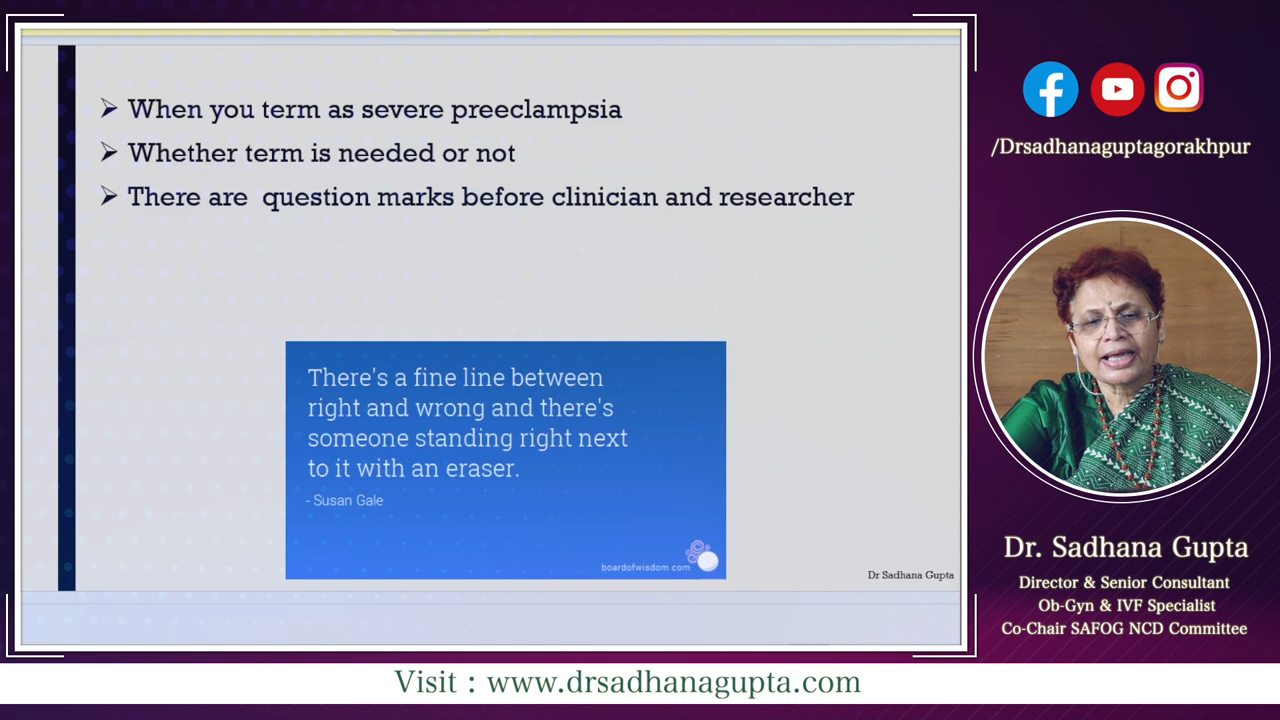 When you term as severe preeclampsia
Whether term is needed or not
There are question marks before clinician and researcher
There's a fine line between
right and wrong and there's
someone standing right next
to it with an eraser.
- Susan Gale
boardofwisdom.com
Dr Sadhana Gupta
/Drsadhanaguptagorakhpur
Dr. Sadhana Gupta
Director & Senior Consultant
Ob-Gyn & IVF Specialist
Co-Chair SAFOG NCD Committee
Visit : www.drsadhanagupta.com